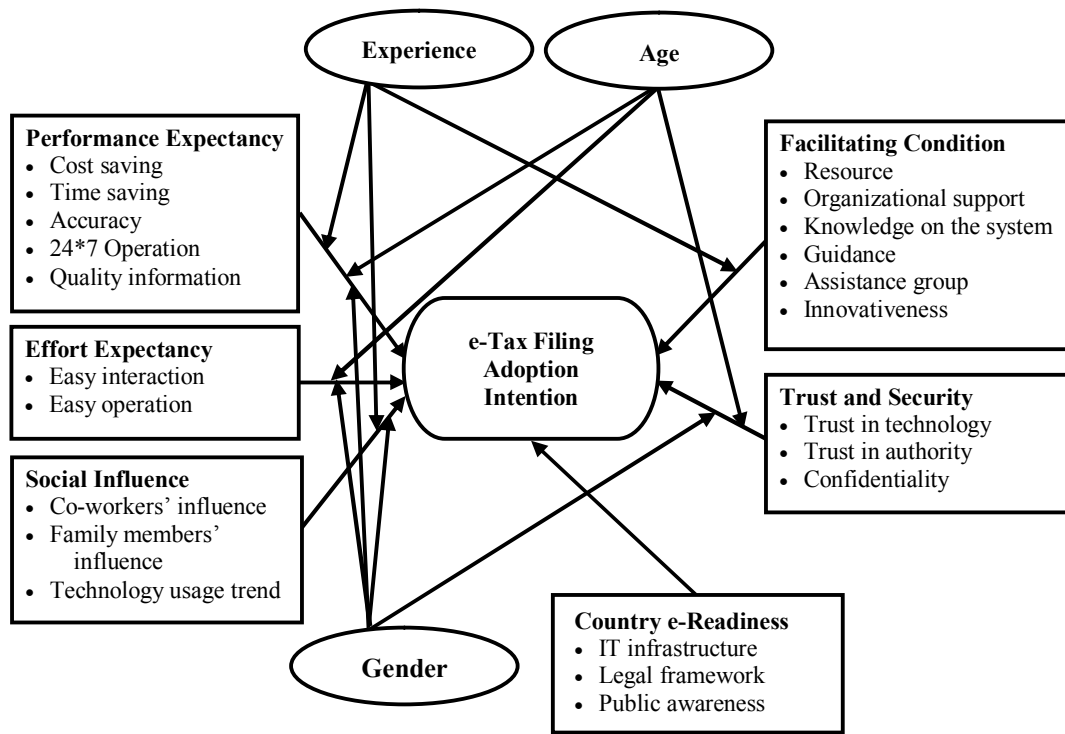 Experience
Age
Performance Expectancy
• Cost saving
• Time saving
• Accuracy
• 24*7 Operation
• Quality information
Facilitating Condition
• Resource
• Organizational support
• Knowledge on the system
• Guidance
• Assistance group
• Innovativeness
Effort Expectancy
• Easy interaction
• Easy operation
e-Tax Filing
Adoption
Intention
Trust and Security
• Trust in technology
• Trust in authority
• Confidentiality
Social Influence
• Co-workers’ influence
• Family members’
influence
• Technology usage trend
Gender
Country e-Readiness
• IT infrastructure
• Legal framework
• Public awareness